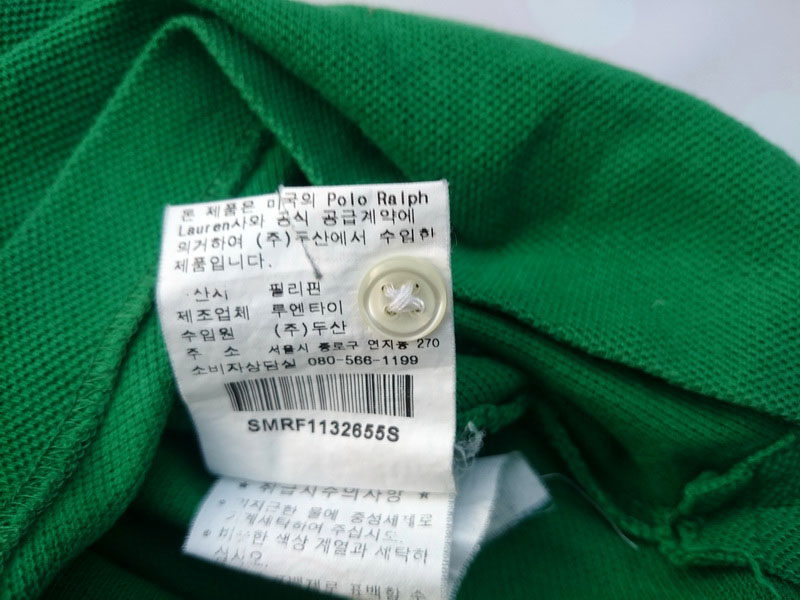 본 제품은 미국의 Polo Ralph
Lauren사와 공식 공급계약에
의거하여 (주)두산에서 수입한
제품입니다.
산지 필리핀
제조업체 루엔타이
수입원 (주)두산
주 소 서울시 종로구 연지동 270
소비자상담실 080-566-1199
SMRF1132655S
* 취급시주의사항 *
* 미지근한 물에 중성세제로
세탁하여 주십시오.
* 비슷한 색상 계열과 세탁하
십시오.
표백할 수